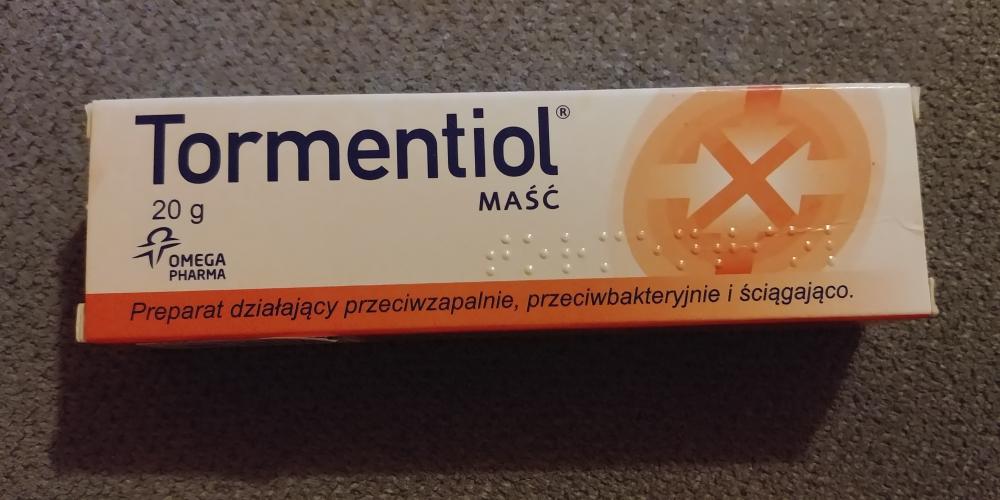 Tormentiol®
MAŚĆ
20 g
OMEGA
PHARMA
Preparat działający przeciwzapalnie, przeciwbakteryjnie i ściągająco.